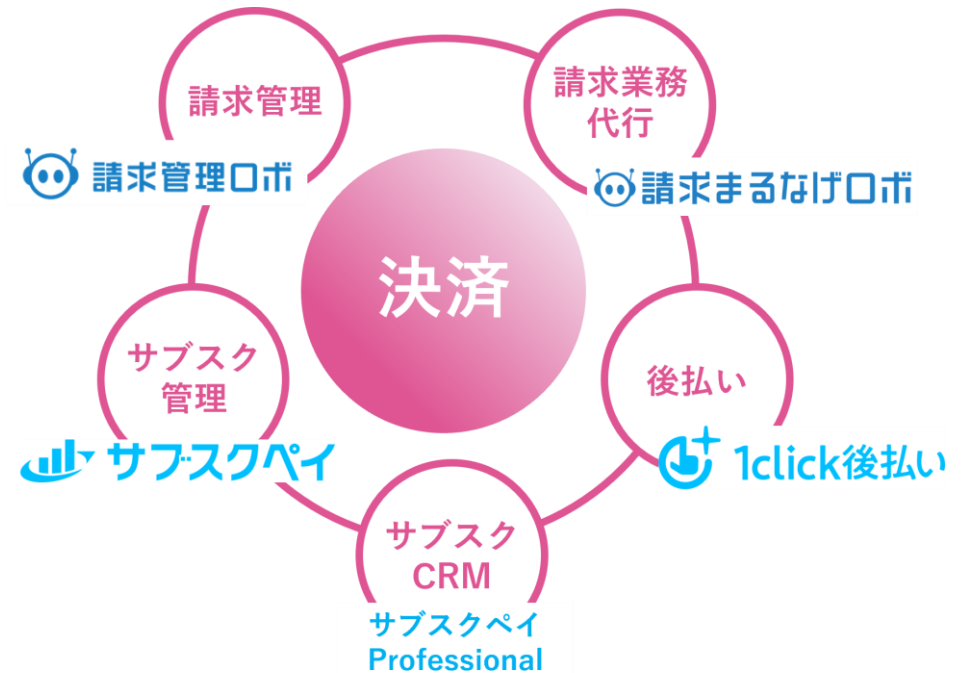 請求管理
請求管理ロボ
請求業務
代行
請求まるなげロボ
決済
サブスク
管理
サブスクペイ
後払い
1click後払い
サブスク
CRM
サブスクペイ
Professional